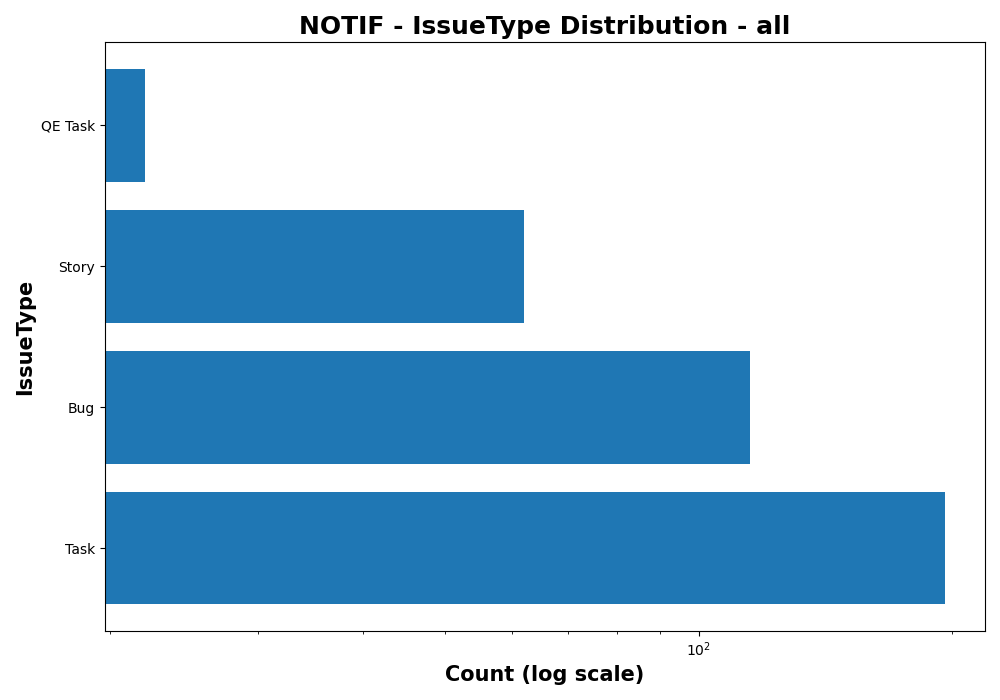 NOTIF - IssueType Distribution - all
QE Task
Story
Bug
Task
IssueType
10²
Count (log scale)